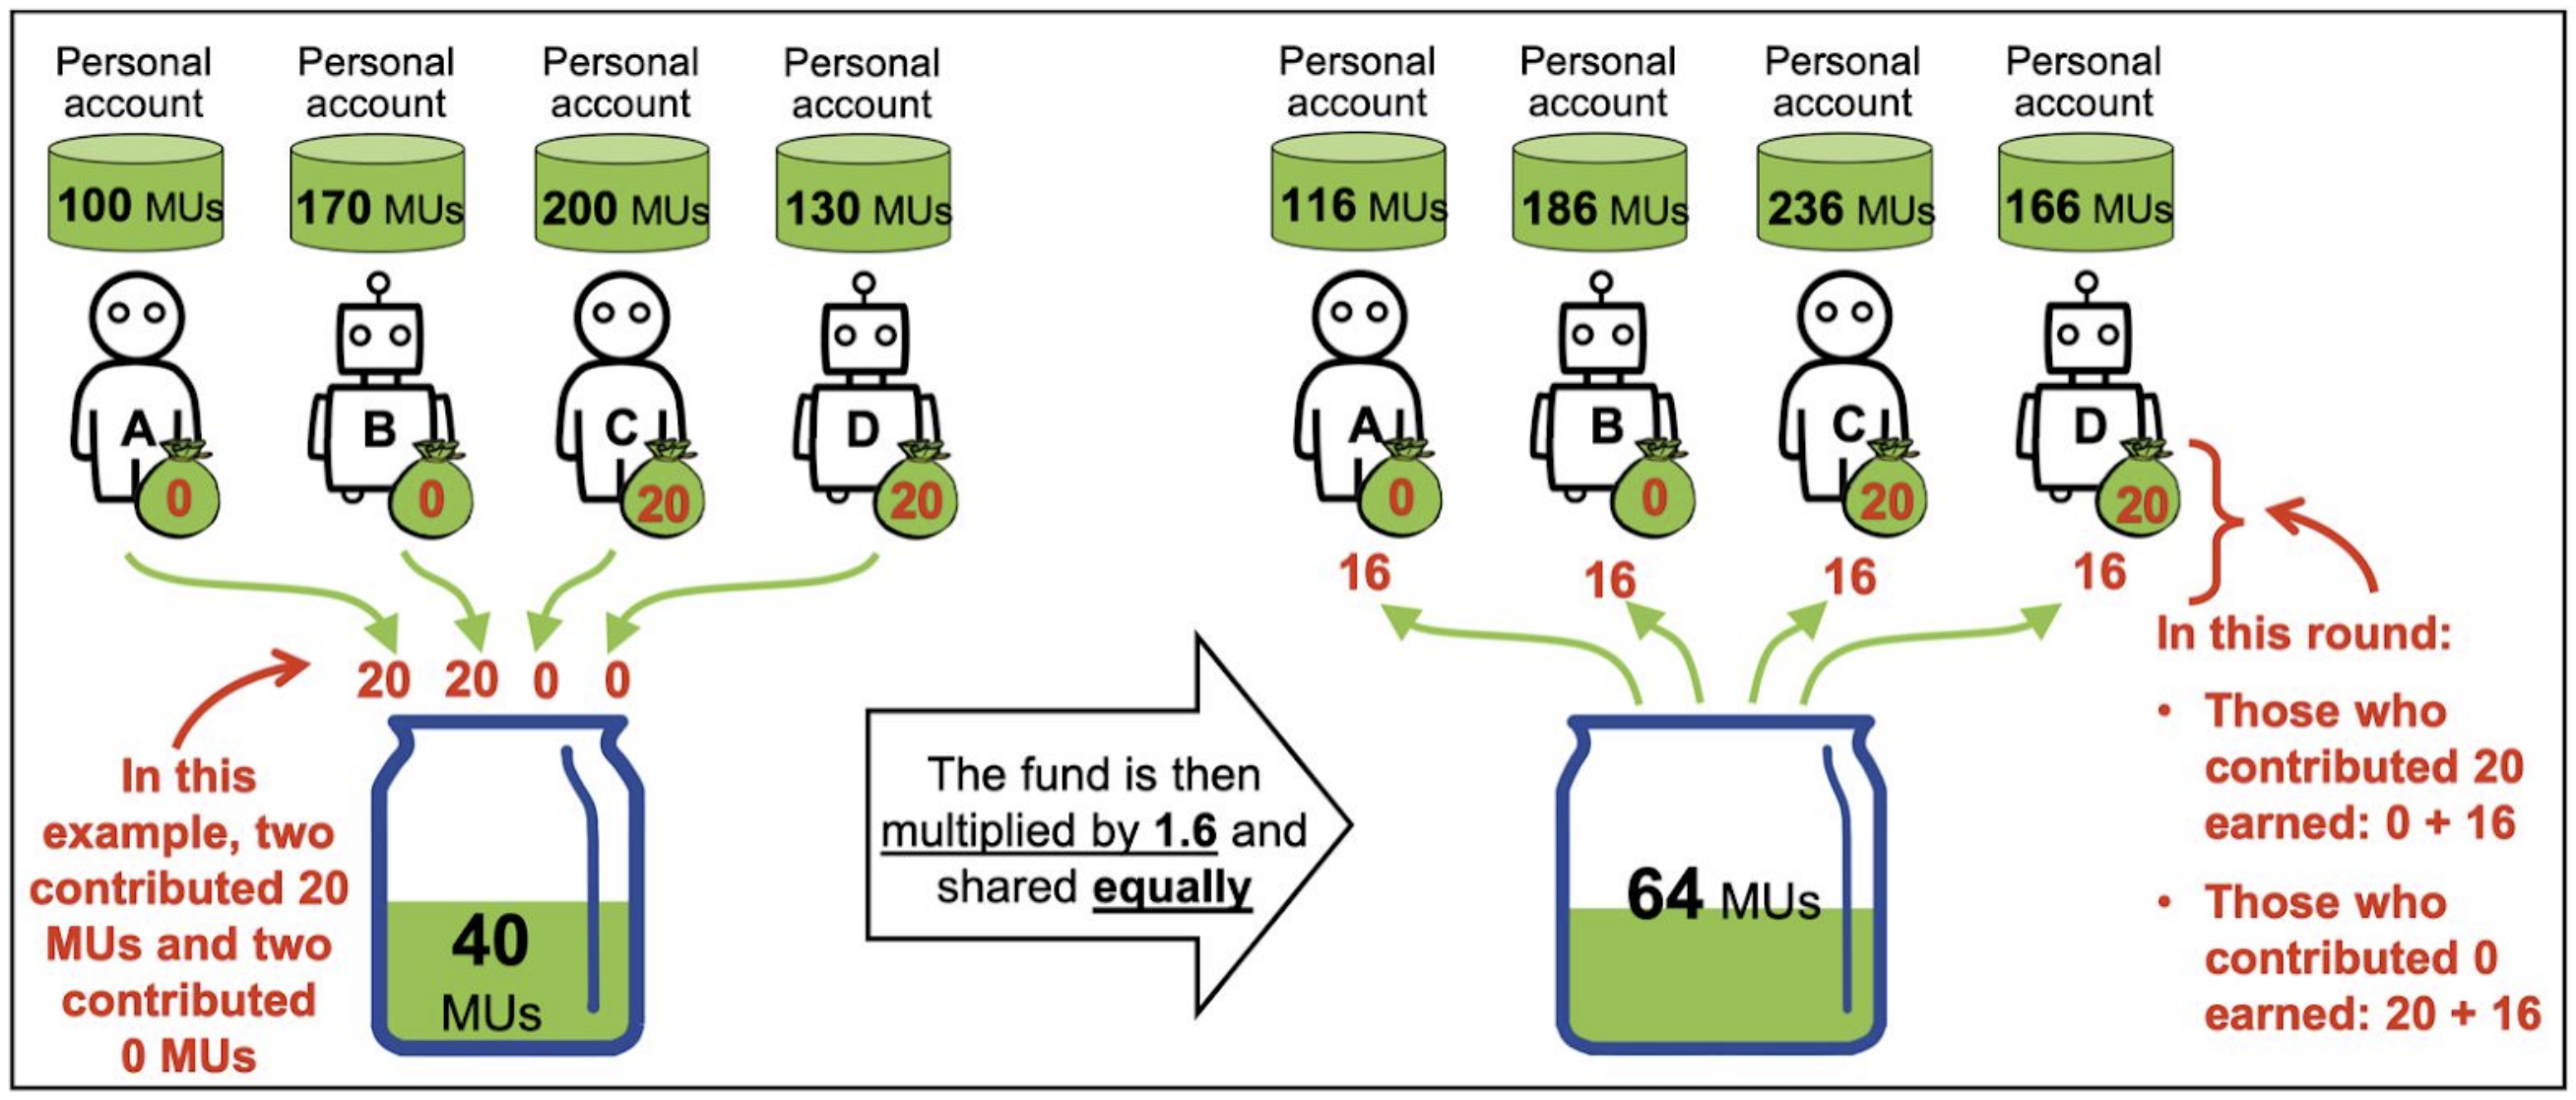 Personal Personal Personal Personal
account account account account
100 MUs 170 MUs 200 MUs 130 MUs
A B C D
0 0 20 20
20 20 0 0
In this
example, two
contributed 20
MUs and two
contributed
0 MUs
40
MUs
The fund is then
multiplied by 1.6 and
shared equally
Personal Personal Personal Personal
account account account account
116 MUs 186 MUs 236 MUs 166 MUs
A B C D
0 0 20 20
16 16 16 16
64 MUs
In this round:
• Those who
contributed 20
earned: 0 + 16
• Those who
contributed 0
earned: 20 + 16